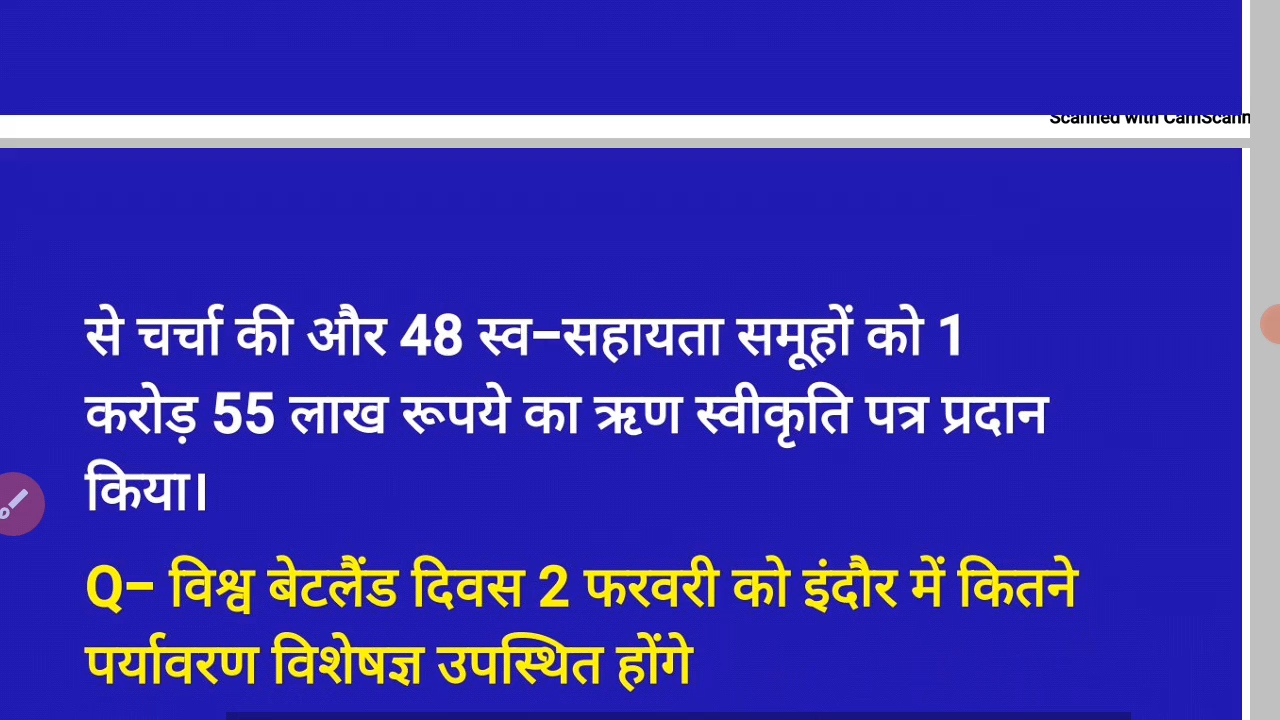 Scanned with CamScann
से चर्चा की और 48 स्व–सहायता समूहों को 1
करोड़ 55 लाख रूपये का ऋण स्वीकृति पत्र प्रदान
किया।
Q– विश्व बेटलैंड दिवस 2 फरवरी को इंदौर में कितने
पर्यावरण विशेषज्ञ उपस्थित होंगे